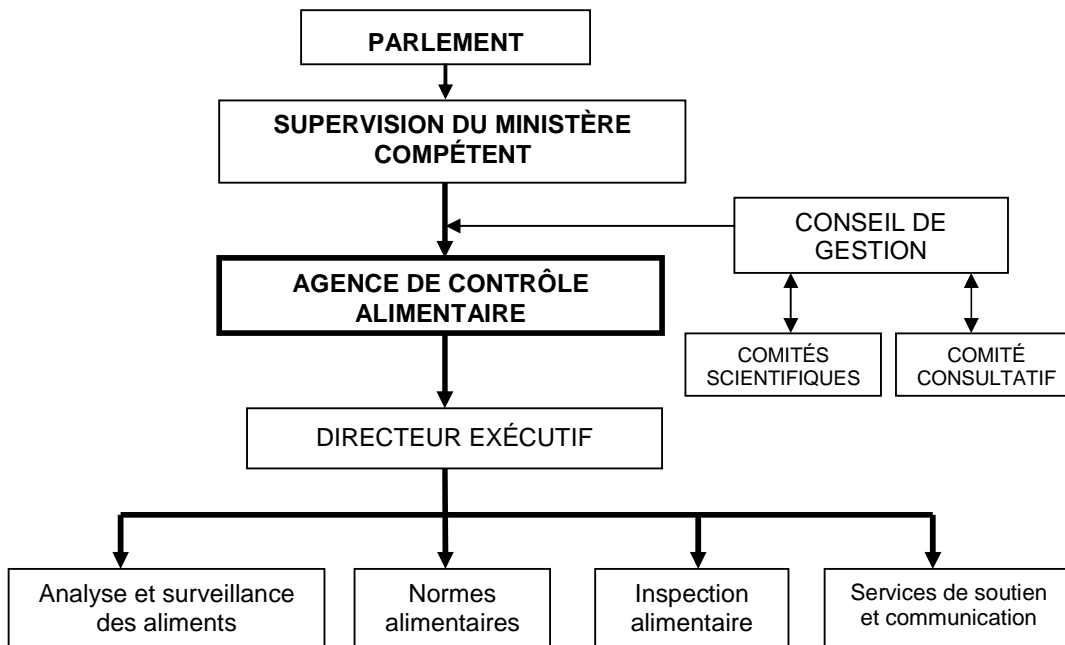 PARLEMENT
SUPERVISION DU MINISTÈRE
COMPÉTENT
CONSEIL DE
GESTION
AGENCE DE CONTRÔLE
ALIMENTAIRE
COMITÉS
SCIENTIFIQUES
COMITÉ
CONSULTATIF
DIRECTEUR EXÉCUTIF
Analyse et surveillance
des aliments
Normes
alimentaires
Inspection
alimentaire
Services de soutien
et communication